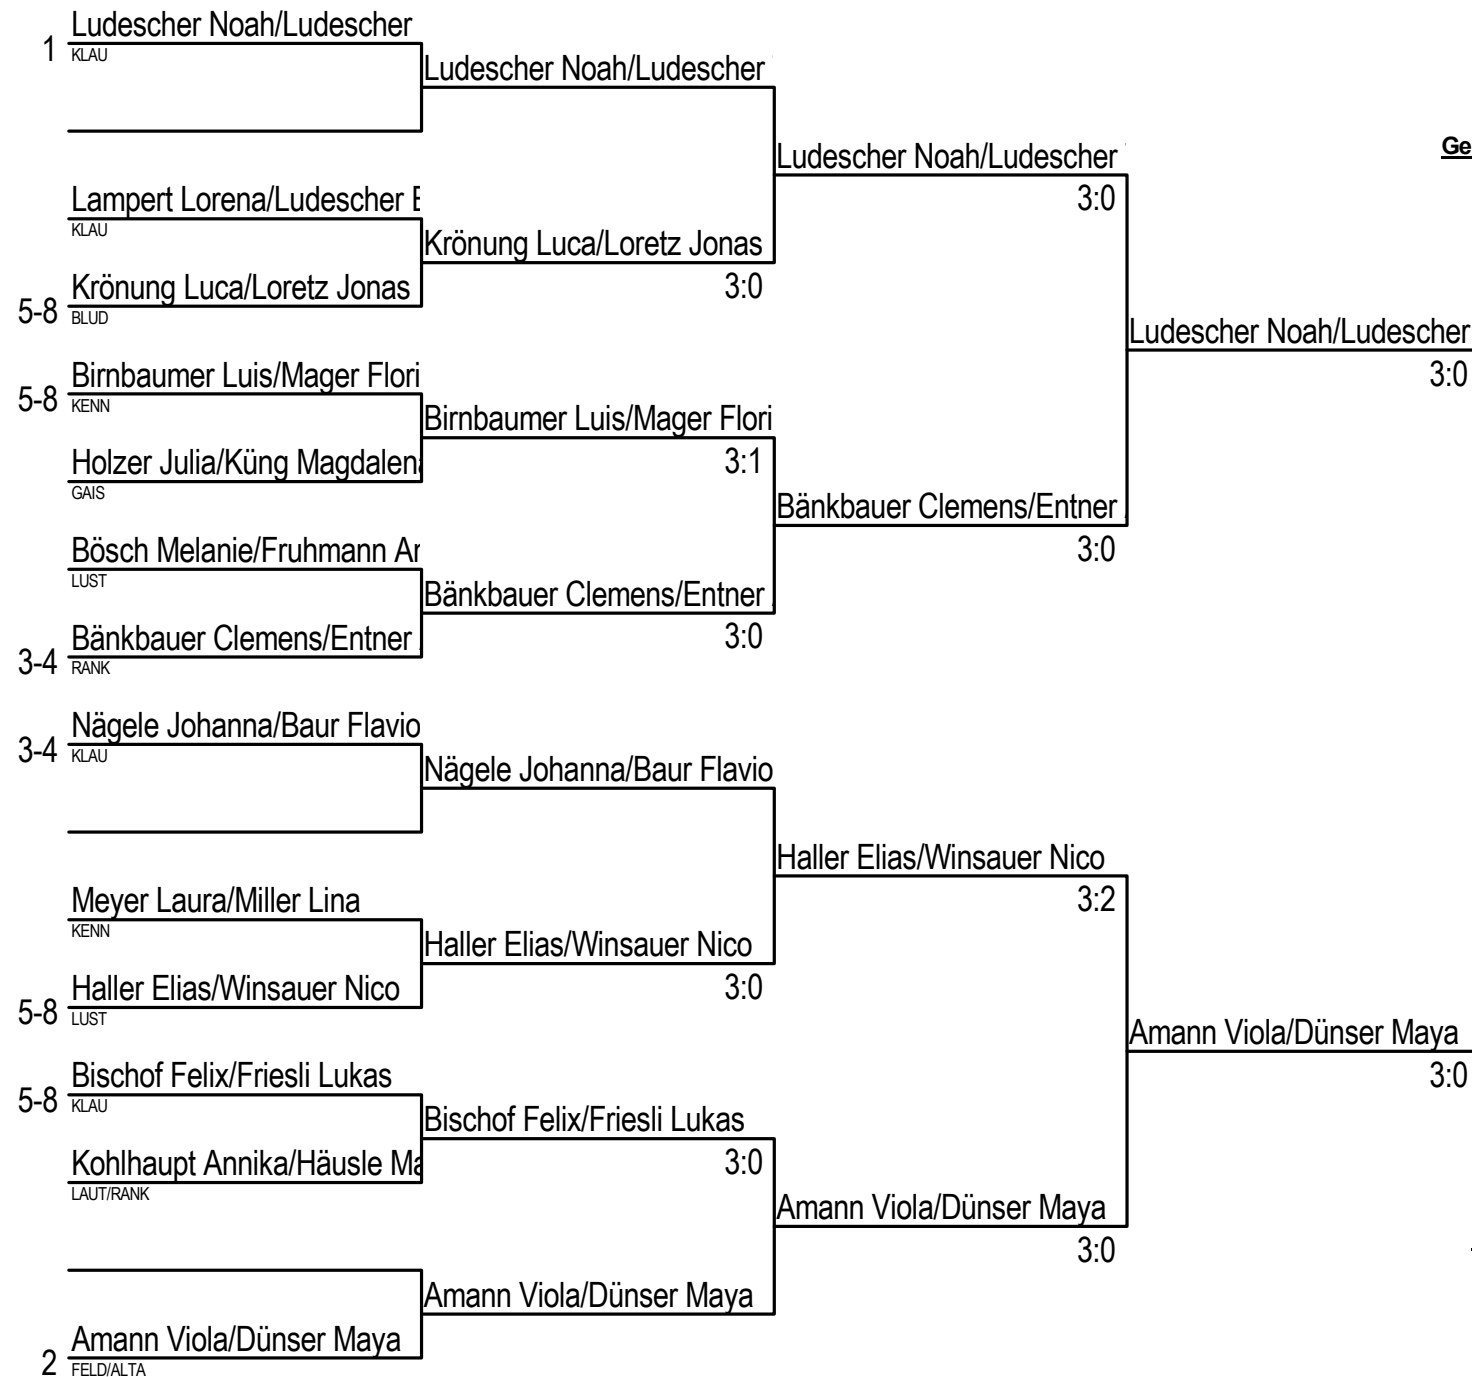 Ludescher Noah/Ludescher
1
KLAU
Ludescher Noah/Ludescher
Ludescher Noah/Ludescher
3:0
Ge
Lampert Lorena/Ludescher
KLAU
Krönung Luca/Loretz Jonas
3:0
Krönung Luca/Loretz Jonas
5-8
BLUD
Ludescher Noah/Ludescher
3:0
Birnbaumer Luis/Mager Flori
5-8
KENN
Birnbaumer Luis/Mager Flori
3:1
Holzer Julia/Küng Magdalena
GAIS
Bänkbauer Clemens/Entner
3:0
Bösch Melanie/Fruhmann
LUST
Bänkbauer Clemens/Entner
3:0
Bänkbauer Clemens/Entner
3-4
RANK
Nägele Johanna/Baur Flavio
3-4
KLAU
Nägele Johanna/Baur Flavio
Haller Elias/Winsauer Nico
3:2
Meyer Laura/Miller Lina
KENN
Haller Elias/Winsauer Nico
3:0
Haller Elias/Winsauer Nico
5-8
LUST
Amann Viola/Dünser Maya
3:0
Bischof Felix/Friesli Lukas
5-8
KLAU
Bischof Felix/Friesli Lukas
3:0
Kohlhaupt Annika/Häusle Ma
LAUT/RANK
Amann Viola/Dünser Maya
3:0
Amann Viola/Dünser Maya
Amann Viola/Dünser Maya
2
FELD/ALTA